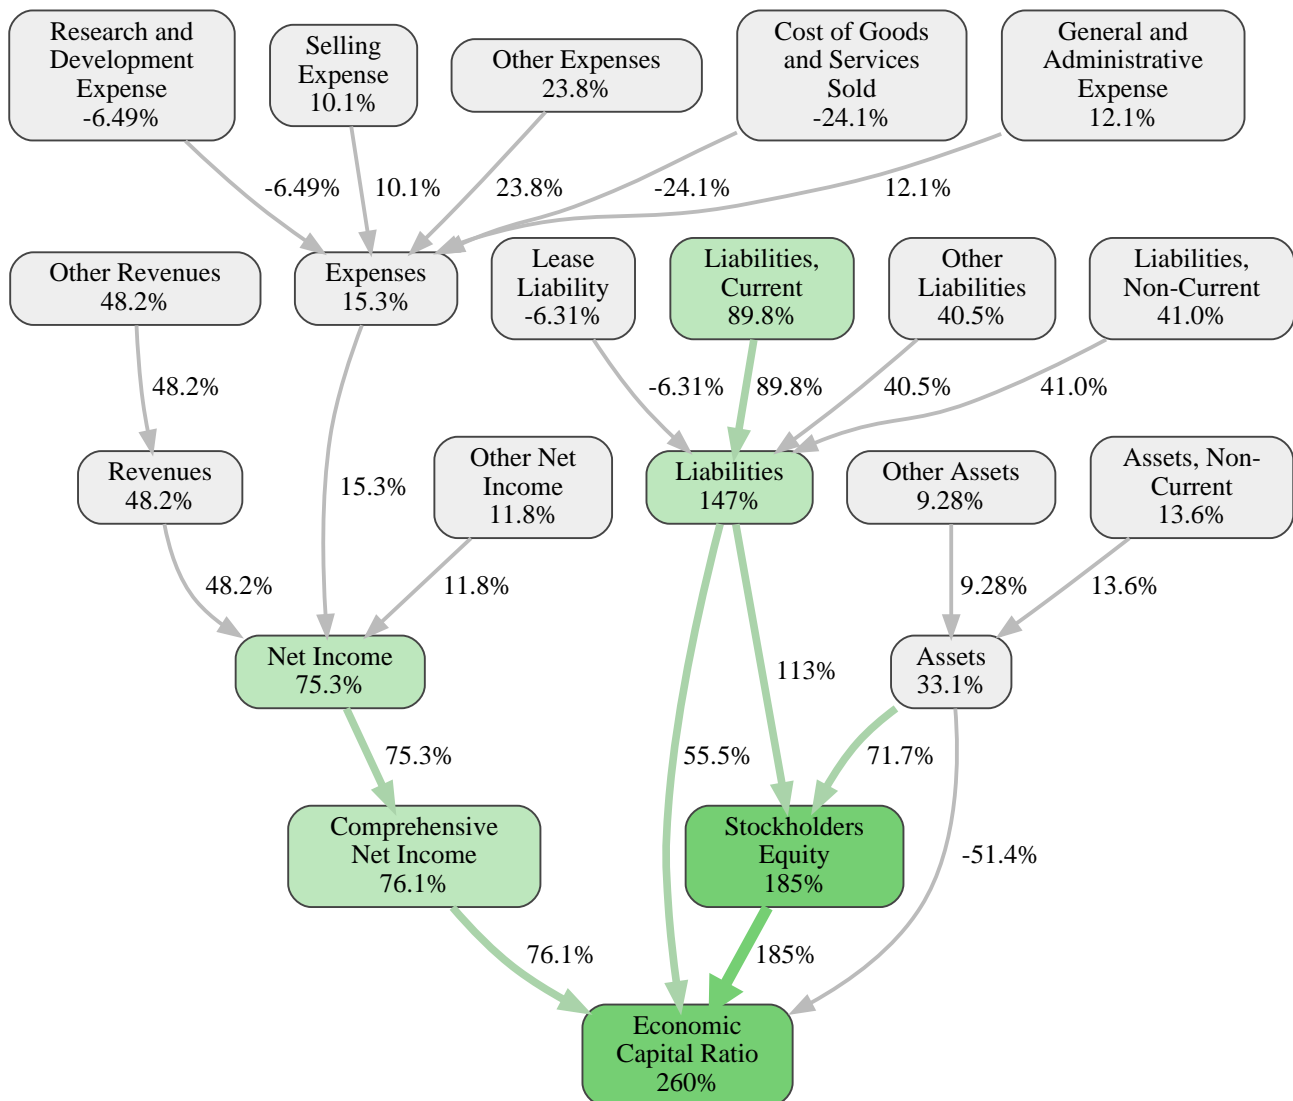 Research and
Development
Expense
-6.49%
Selling
Expense
10.1%
Other Expenses
23.8%
Cost of Goods
and Services
Sold
-24.1%
General and
Administrative
Expense
12.1%
-6.49%
10.1%
23.8%
-24.1%
12.1%
Other Revenues
48.2%
Expenses
15.3%
Lease
Liability
-6.31%
Liabilities,
Current
89.8%
Other
Liabilities
40.5%
Liabilities,
Non-Current
41.0%
48.2%
-6.31%
89.8%
40.5%
41.0%
Revenues
48.2%
15.3%
Other Net
Income
11.8%
Liabilities
147%
Other Assets
9.28%
Assets, Non-
Current
13.6%
48.2%
11.8%
9.28%
13.6%
Net Income
75.3%
113%
Assets
33.1%
75.3%
55.5%
71.7%
Comprehensive
Net Income
76.1%
Stockholders
Equity
185%
-51.4%
76.1%
185%
Economic
Capital Ratio
260%